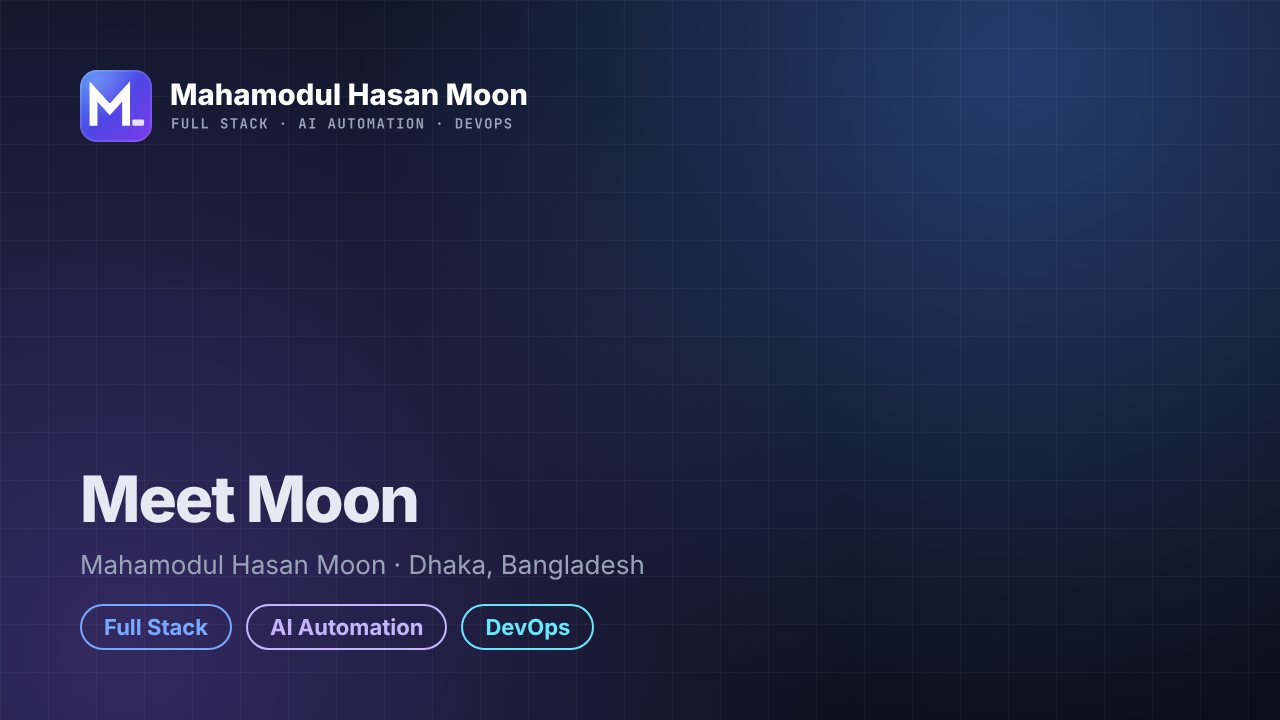 M_
Mahamodul Hasan Moon
FULL STACK · AI AUTOMATION · DEVOPS
Meet Moon
Mahamodul Hasan Moon · Dhaka, Bangladesh
Full Stack AI Automation DevOps